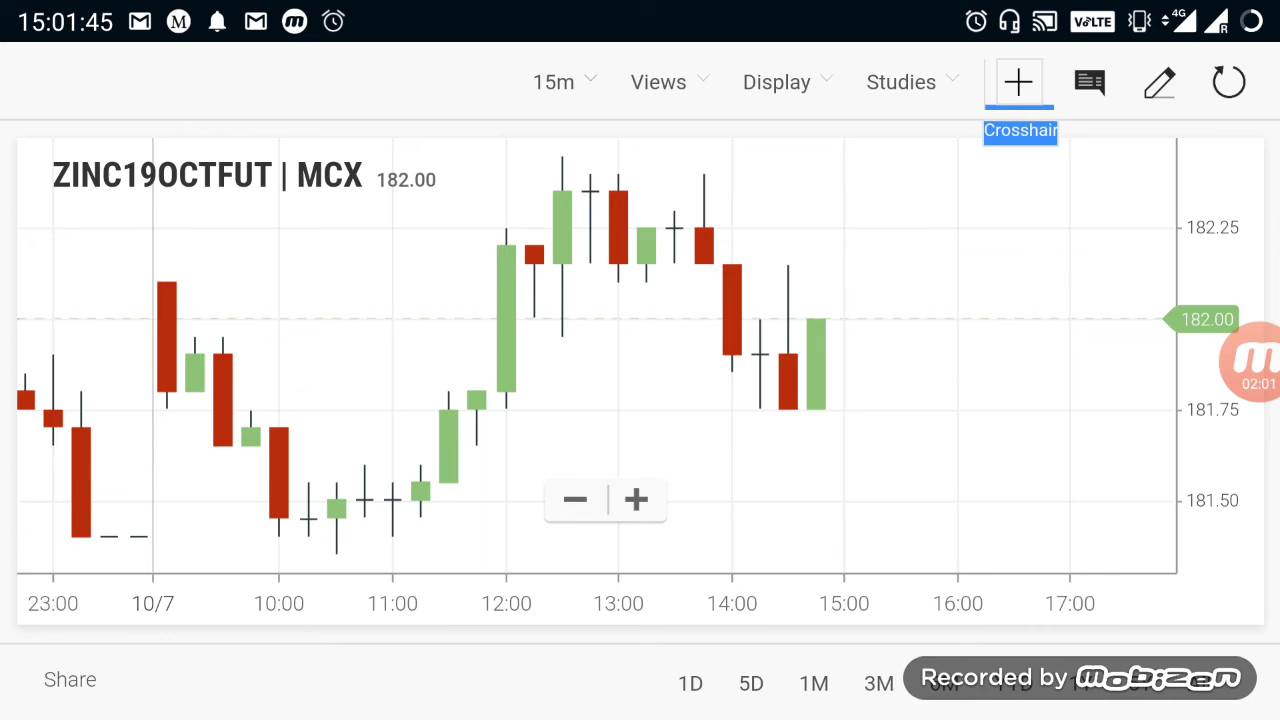 15:01:45
M
m
VoLTE
4G
R
15m
Views
Display
Studies
Crosshair
ZINC19OCTFUT | MCX 182.00
182.25
182.00
181.75
181.50
m
02:01
23:00
10/7
10:00
11:00
12:00
13:00
14:00
15:00
16:00
17:00
Share
1D
5D
1M
3M
Recorded by mobizen